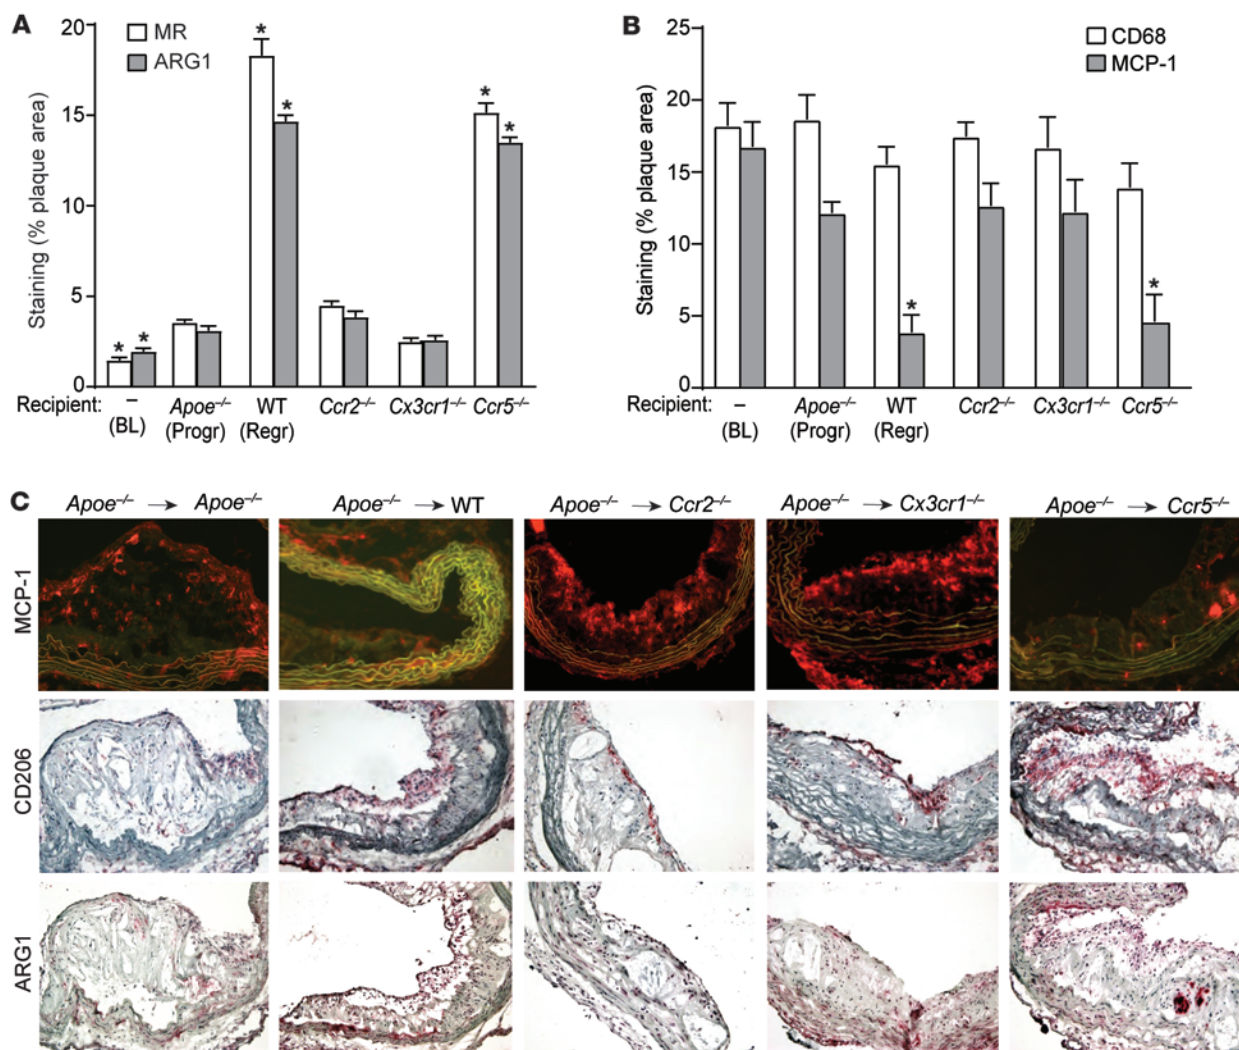 A
20
15
10
5
0
Staining (% plaque area)
MR
ARG1
*
*
*
*
*
*
Recipient:
– Apoe–/– WT Ccr2–/– Cx3cr1–/– Ccr5–/–
(BL) (Progr) (Regr)
B
25
20
15
10
5
0
Staining (% plaque area)
CD68
MCP-1
*
*
Recipient:
– Apoe–/– WT Ccr2–/– Cx3cr1–/– Ccr5–/–
(BL) (Progr) (Regr)
C
Apoe–/– → Apoe–/–
Apoe–/– → WT
Apoe–/– → Ccr2–/–
Apoe–/– → Cx3cr1–/–
Apoe–/– → Ccr5–/–
MCP-1
CD206
ARG1